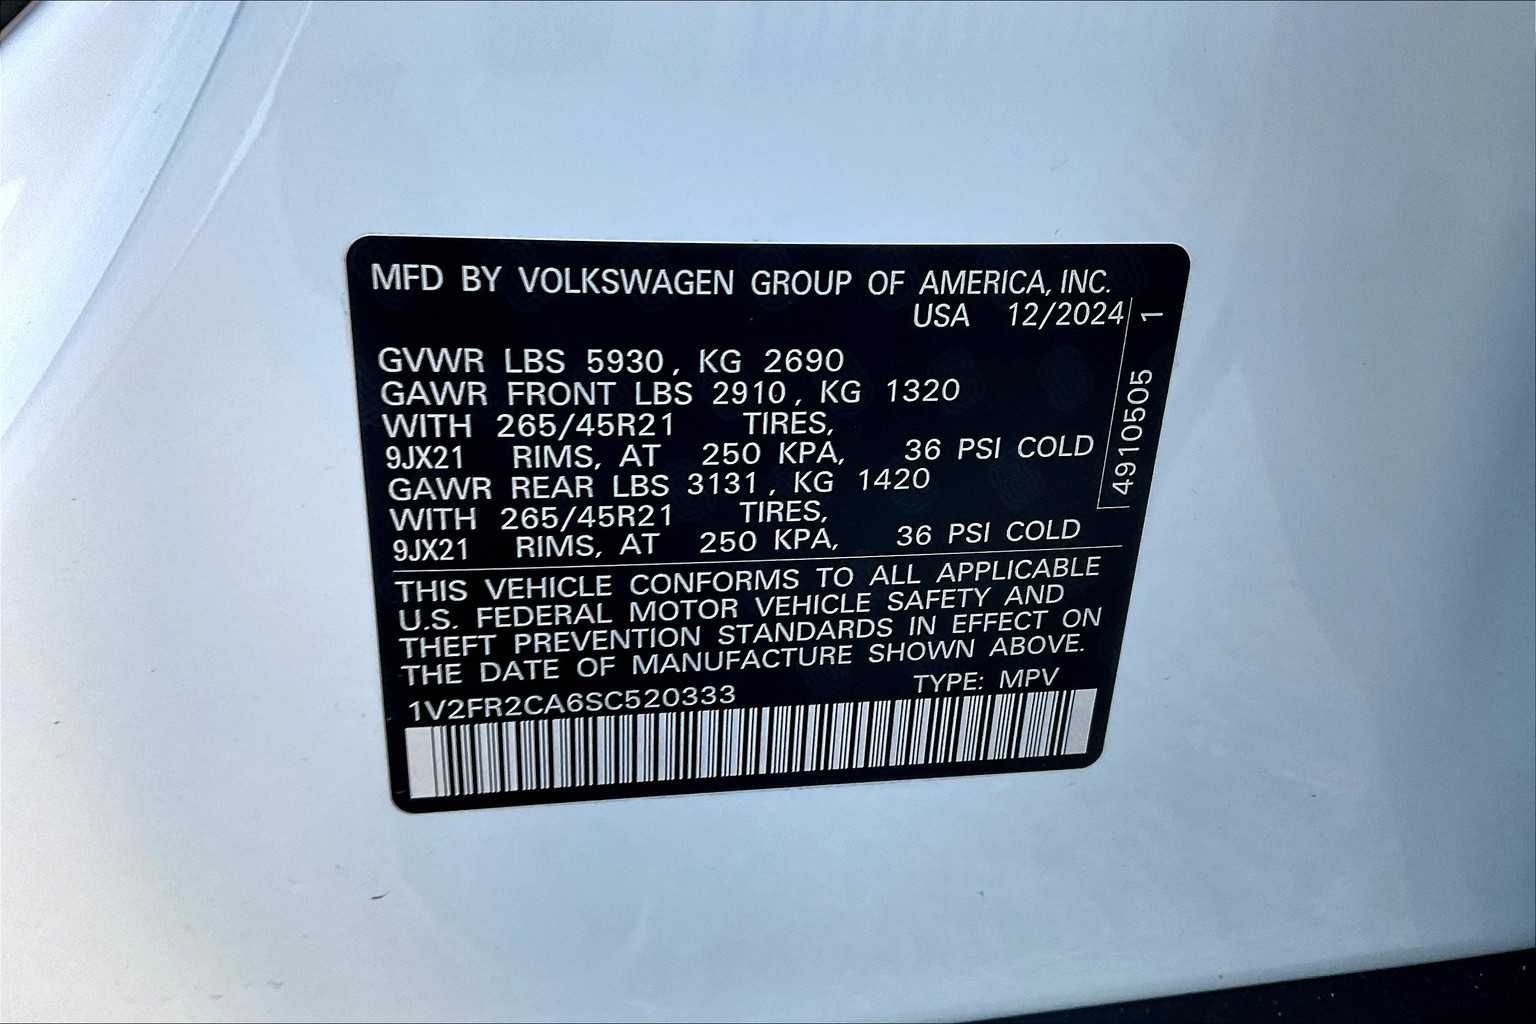 MFD BY VOLKSWAGEN GROUP OF AMERICA, INC.
USA 12/2024
GVWR LBS 5930, KG 2690
GAWR FRONT LBS 2910, KG 1320
WITH 265/45R21 TIRES,
9JX21 RIMS, AT 250 KPA, 36 PSI COLD
GAWR REAR LBS 3131, KG 1420
WITH 265/45R21 TIRES,
9JX21 RIMS, AT 250 KPA, 36 PSI COLD
4910505 1
THIS VEHICLE CONFORMS TO ALL APPLICABLE
U.S. FEDERAL MOTOR VEHICLE SAFETY AND
THEFT PREVENTION STANDARDS IN EFFECT ON
THE DATE OF MANUFACTURE SHOWN ABOVE.
1V2FR2CA6SC520333 TYPE: MPV